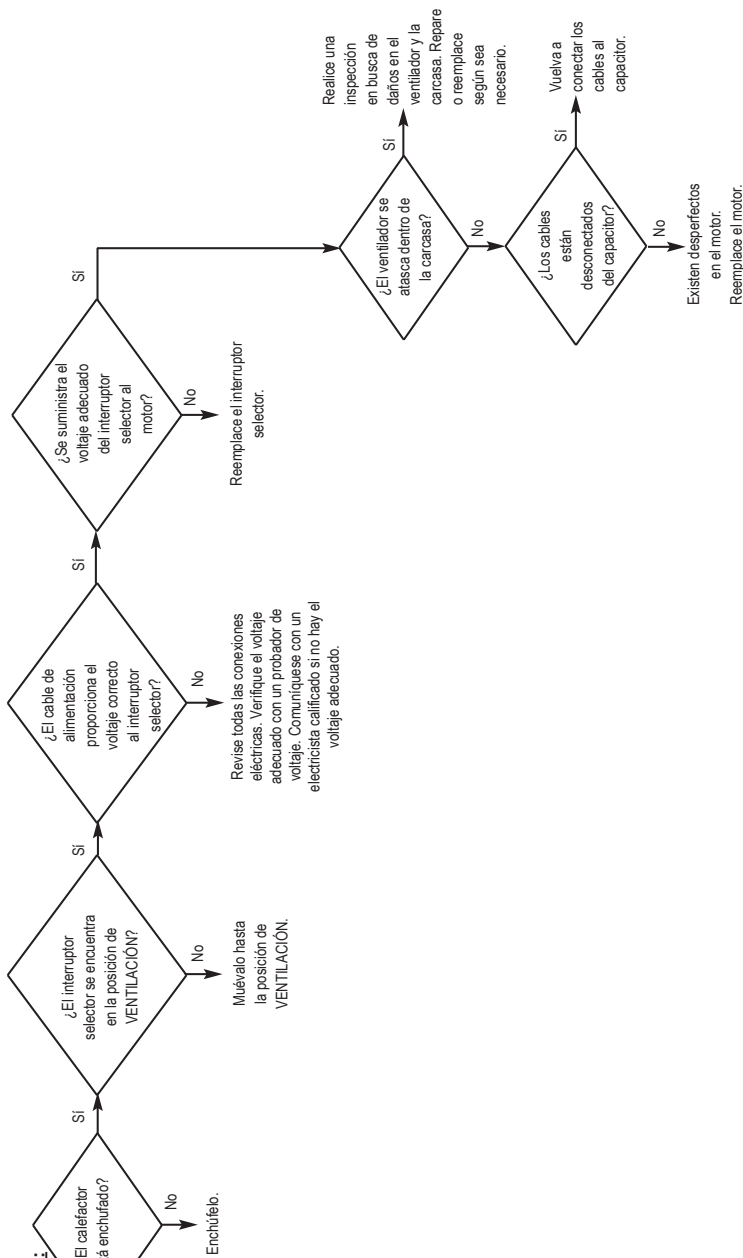 El calefactor
enchufado?
Sí
No
Enchúfelo.
¿El interruptor
selector se encuentra
en la posición de
VENTILACIÓN?
Sí
No
Muévalo hasta
la posición de
VENTILACIÓN.
¿El cable de
alimentación
proporciona el
voltaje correcto
al interruptor
selector?
Sí
No
Revise todas las conexiones
eléctricas. Verifique el voltaje
adecuado con un probador de
voltaje. Comuníquese con un
electricista calificado si no hay el
voltaje adecuado.
¿Se suministra el
voltaje adecuado
del interruptor
selector al
motor?
Sí
No
Reemplace el interruptor
selector.
¿El ventilador se
atasca dentro de
la carcasa?
Sí
Realice una
inspección
en busca de
daños en el
ventilador y la
carcasa. Repare
o reemplace
según sea
necesario.
No
¿Los cables
están
desconectados
del capacitor?
Sí
Vuelva a
conectar los
cables al
capacitor.
No
Existen desperfectos
en el motor.
Reemplace el motor.